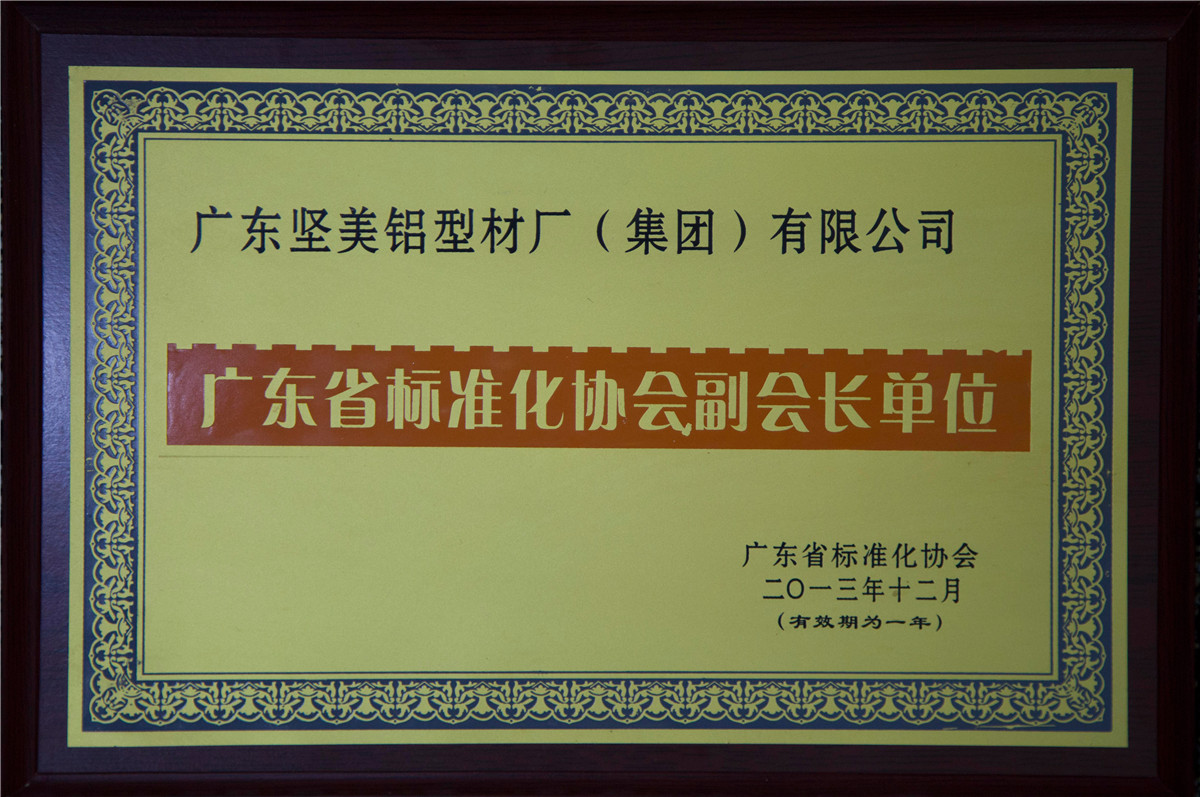 广东坚美铝型材厂（集团）有限公司
广东省标准化协会副会长单位
广东省标准化协会
二〇一三年十二月
（有效期为一年）